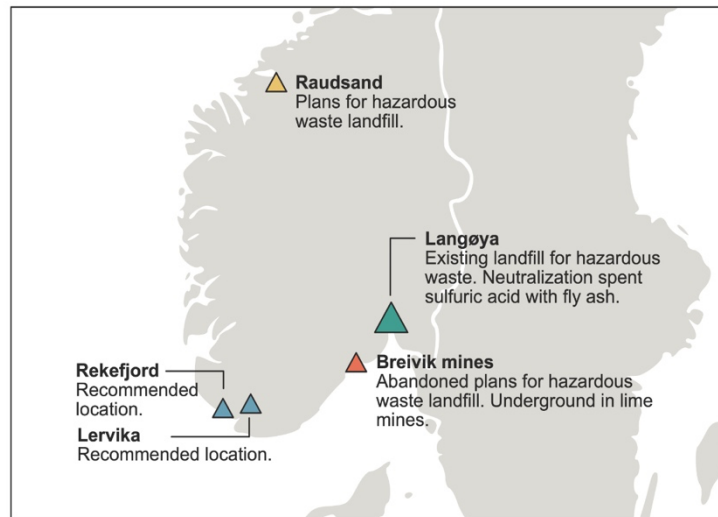 Raudsand
Plans for hazardous
waste landfill.
Langøya
Existing landfill for hazardous
waste. Neutralization spent
sulfuric acid with fly ash.
Breivik mines
Abandoned plans for hazardous
waste landfill. Underground in lime
mines.
Rekefjord
Recommended
location.
Lervika
Recommended location.